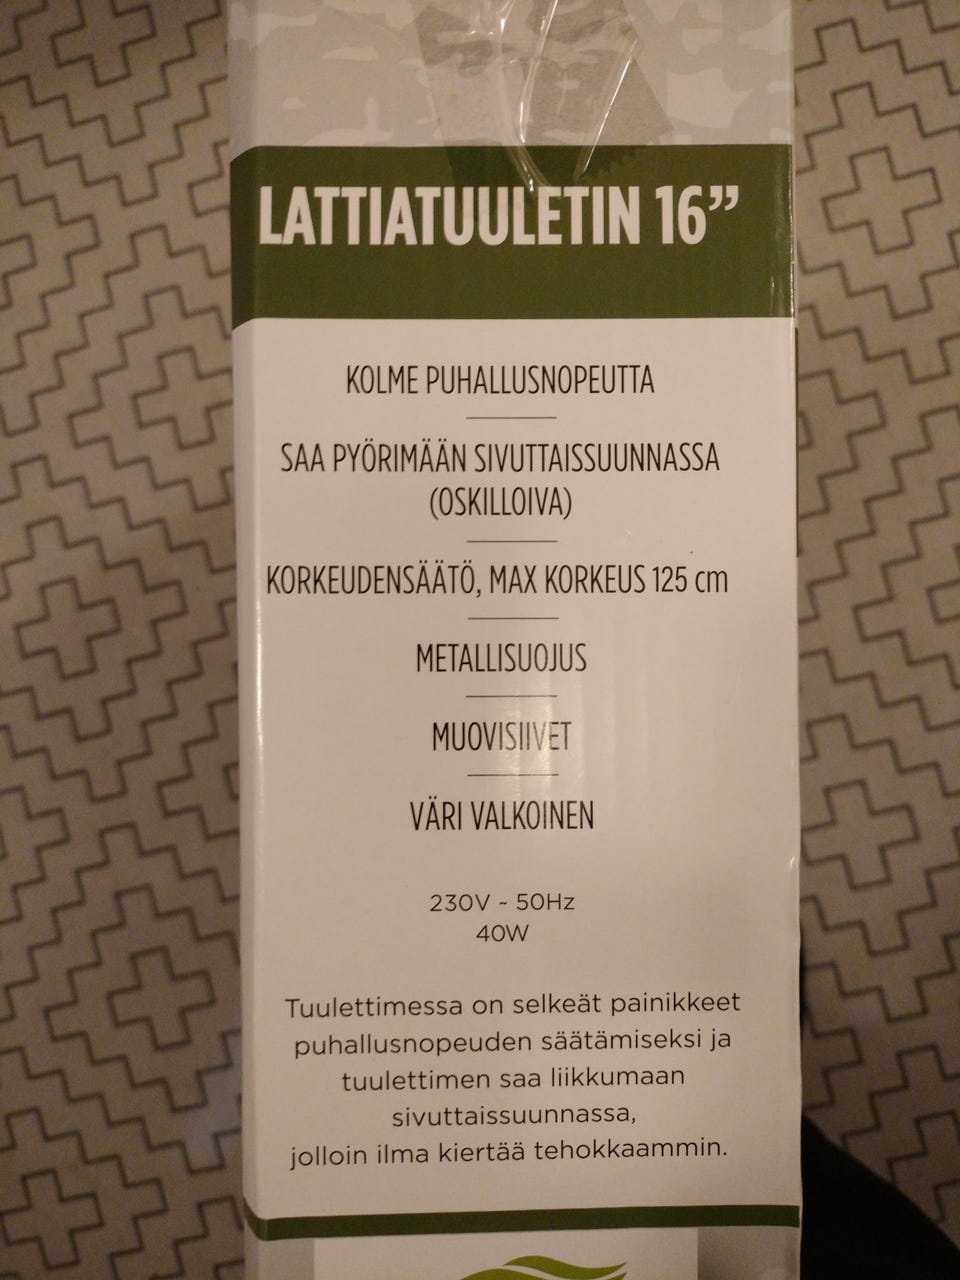 LATTIATUULETIN 16”
KOLME PUHALLUSNOPEUTTA
SAA PYÖRIMÄÄN SIVUTTAISSUUNNASSA
(OSKILLOIVA)
KORKEUDENSÄÄTÖ, MAX KORKEUS 125 cm
METALLISUOJUS
MUOVISIIVET
VÄRI VALKOINEN
230V ~ 50Hz
40W
Tuulettimessa on selkeät painikkeet
puhallusnopeuden säätämiseksi ja
tuulettimen saa liikkumaan
sivuttaissuunnassa,
jolloin ilma kiertää tehokkaammin.